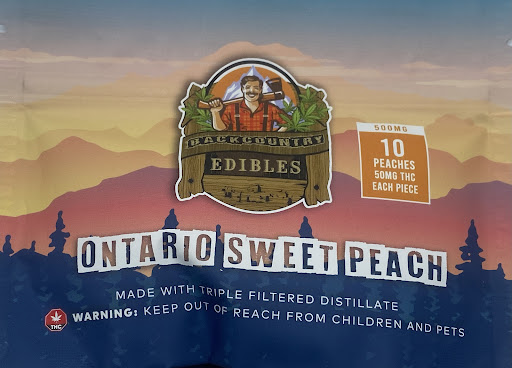 BACKCOUNTRY
EDIBLES
500MG
10
PEACHES
50MG THC
EACH PIECE
ONTARIO SWEET PEACH
MADE WITH TRIPLE FILTERED DISTILLATE
THC
WARNING: KEEP OUT OF REACH FROM CHILDREN AND PETS